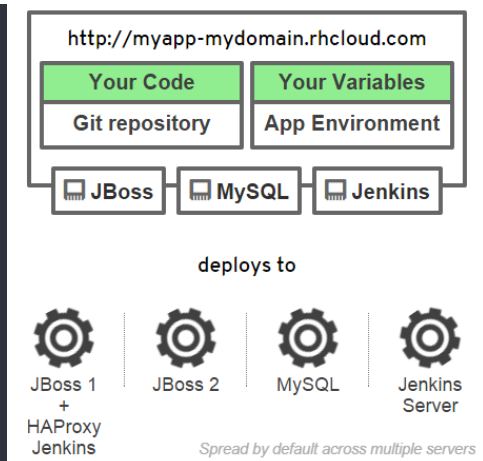 http://myapp-mydomain.rhcloud.com
Your Code
Your Variables
Git repository
App Environment
JBoss
MySQL
Jenkins
deploys to
JBoss 1
+
HAProxy
Jenkins
JBoss 2
MySQL
Jenkins
Server
Spread by default across multiple servers